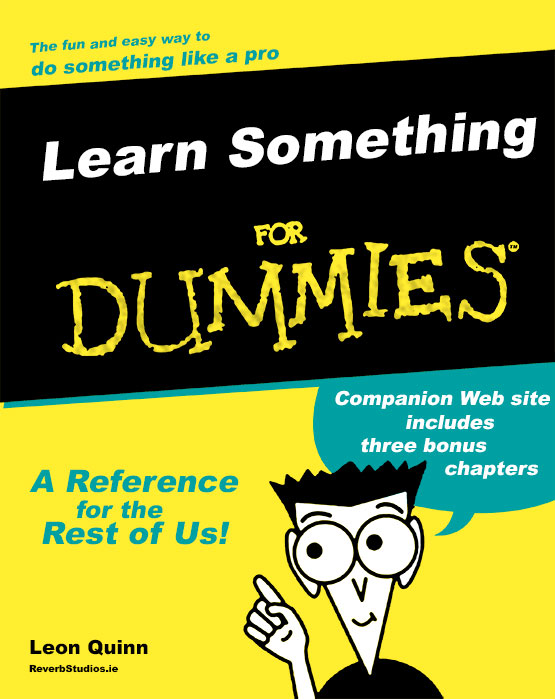 The fun and easy way to
do something like a pro
Learn Something
FOR
DUMMIES™
Companion Web site
includes
three bonus
chapters
A Reference
for the
Rest of Us!
Leon Quinn
ReverbStudios.ie